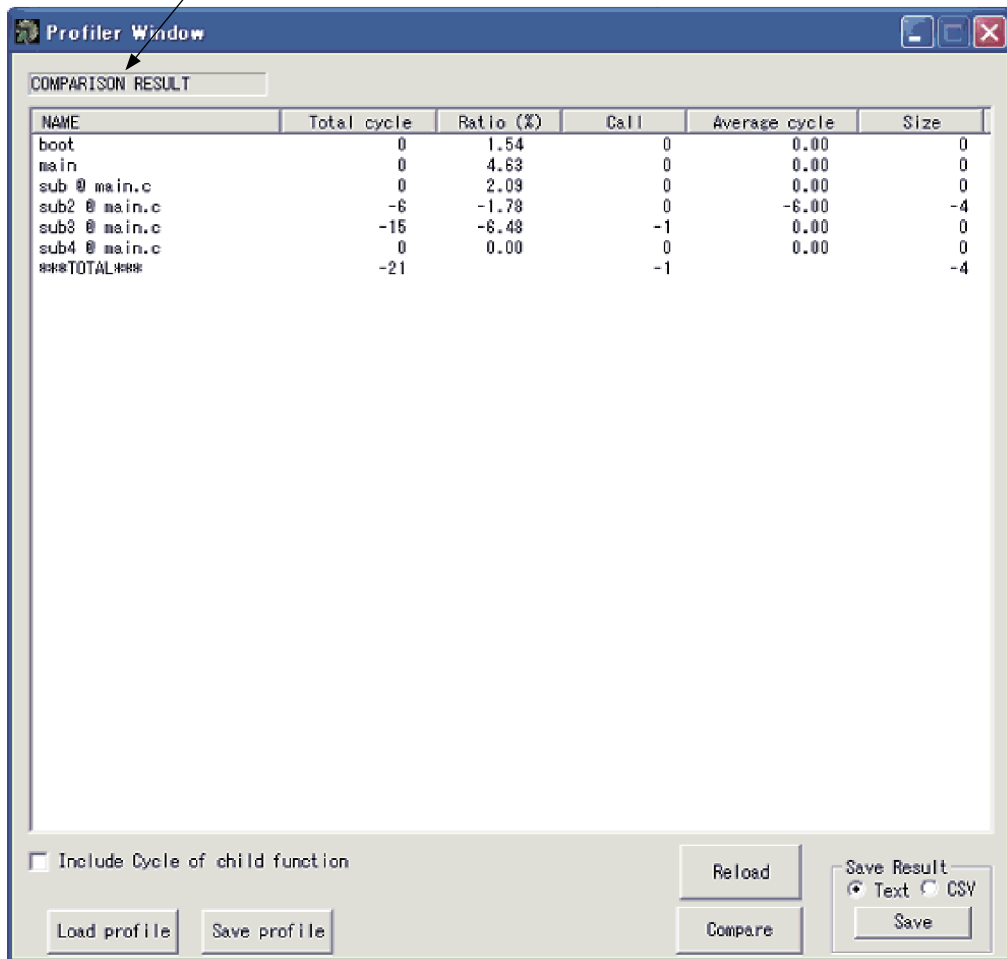 Profiler Window
COMPARISON RESULT
NAME Total cycle Ratio (%) Call Average cycle Size
boot 0 1.54 0 0.00 0
main 0 4.63 0 0.00 0
sub @ main.c 0 2.09 0 0.00 0
sub2 @ main.c -6 -1.78 0 -6.00 -4
sub3 @ main.c -15 -6.48 -1 0.00 0
sub4 @ main.c 0 0.00 0 0.00 0
***TOTAL*** -21 -1 -4
Include Cycle of child function
Reload
Save Result
Text CSV
Load profile Save profile Compare Save